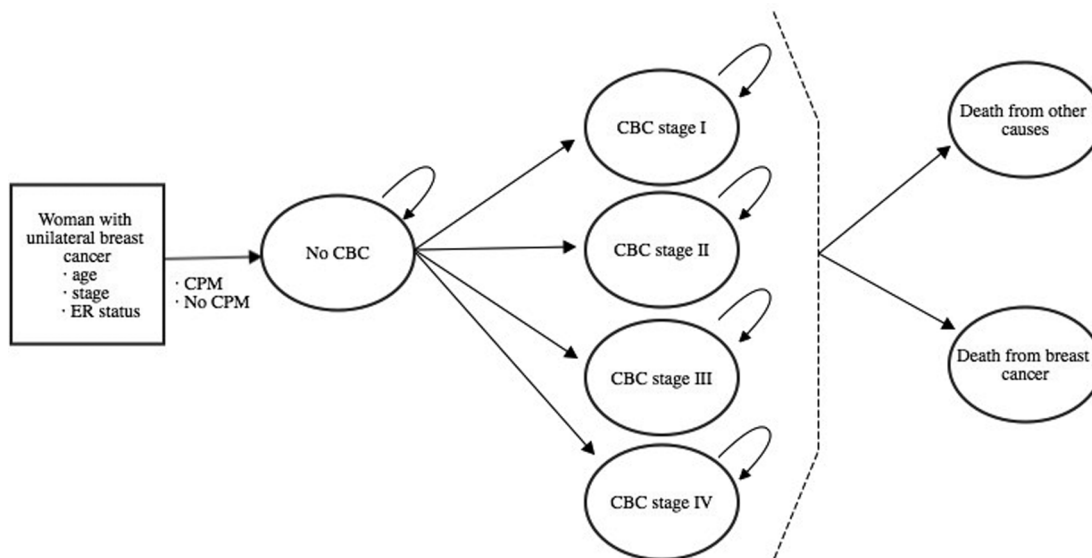 Woman with
unilateral breast
cancer
· age
· stage
· ER status
· CPM
· No CPM
No CBC
CBC stage I
CBC stage II
CBC stage III
CBC stage IV
Death from other
causes
Death from breast
cancer